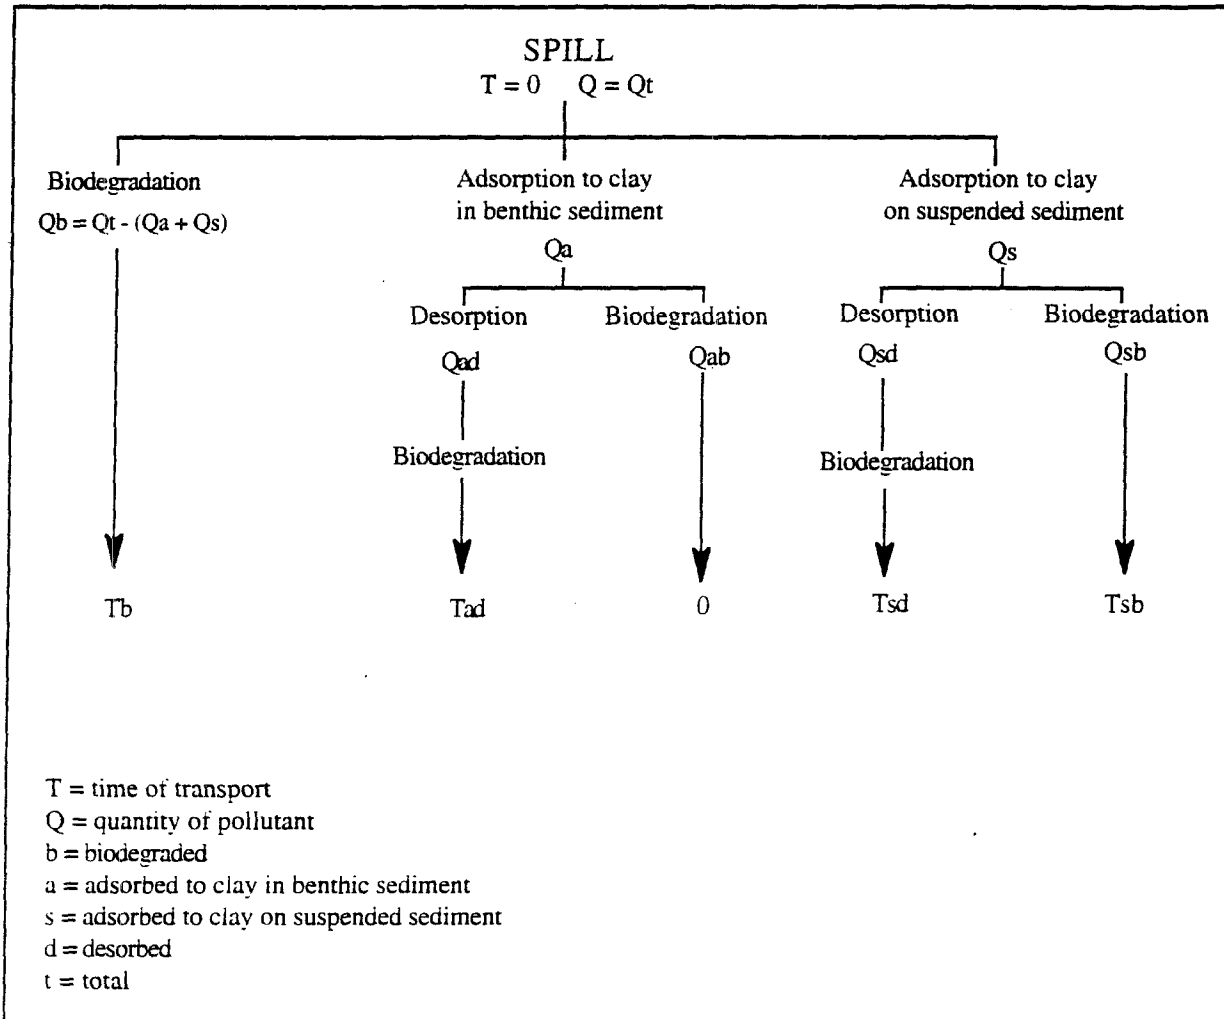 SPILL
T = 0 Q = Qt
Biodegradation
Qb = Qt - (Qa + Qs)
Adsorption to clay
in benthic sediment
Qa
Adsorption to clay
on suspended sediment
Qs
Desorption
Qad
Biodegradation
Qab
Desorption
Qsd
Biodegradation
Qsb
Biodegradation
Biodegradation
Tb
Tad
0
Tsd
Tsb
T = time of transport
Q = quantity of pollutant
b = biodegraded
a = adsorbed to clay in benthic sediment
s = adsorbed to clay on suspended sediment
d = desorbed
t = total